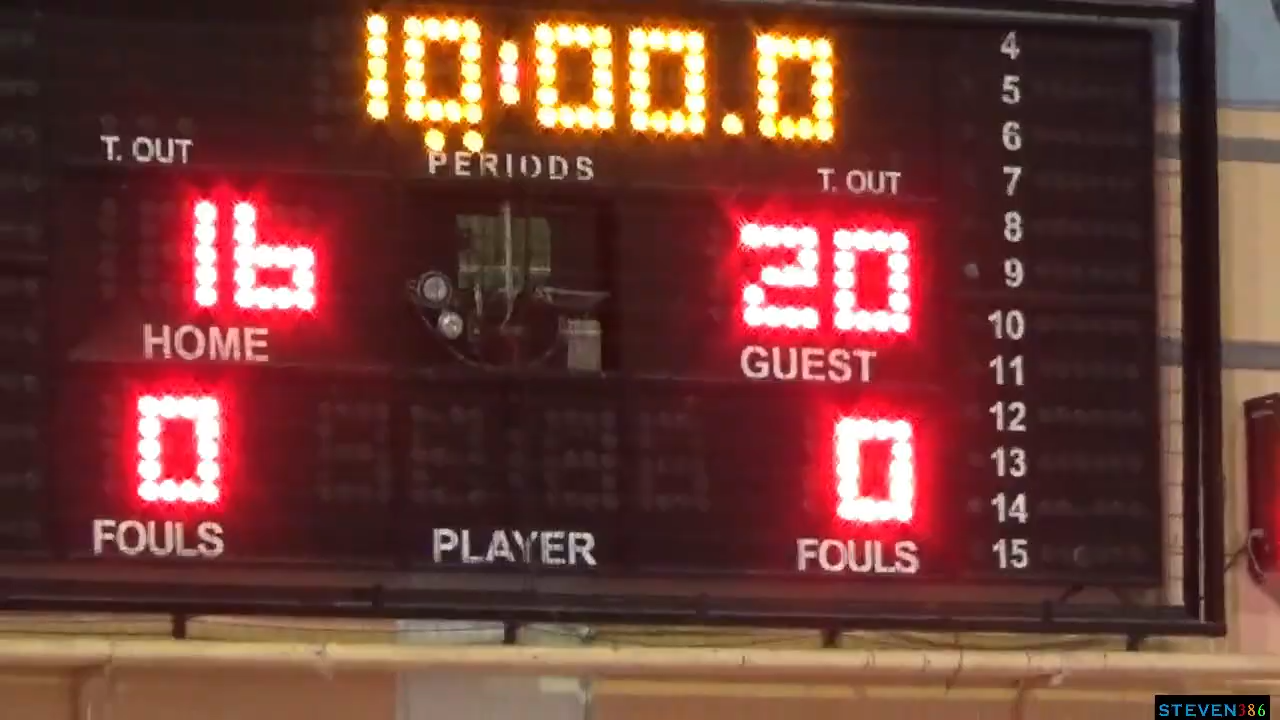 10:00.0
T. OUT
PERIODS
T. OUT
16
20
HOME
GUEST
0
0
FOULS
PLAYER
FOULS
4
5
6
7
8
9
10
11
12
13
14
15
STEVEN386